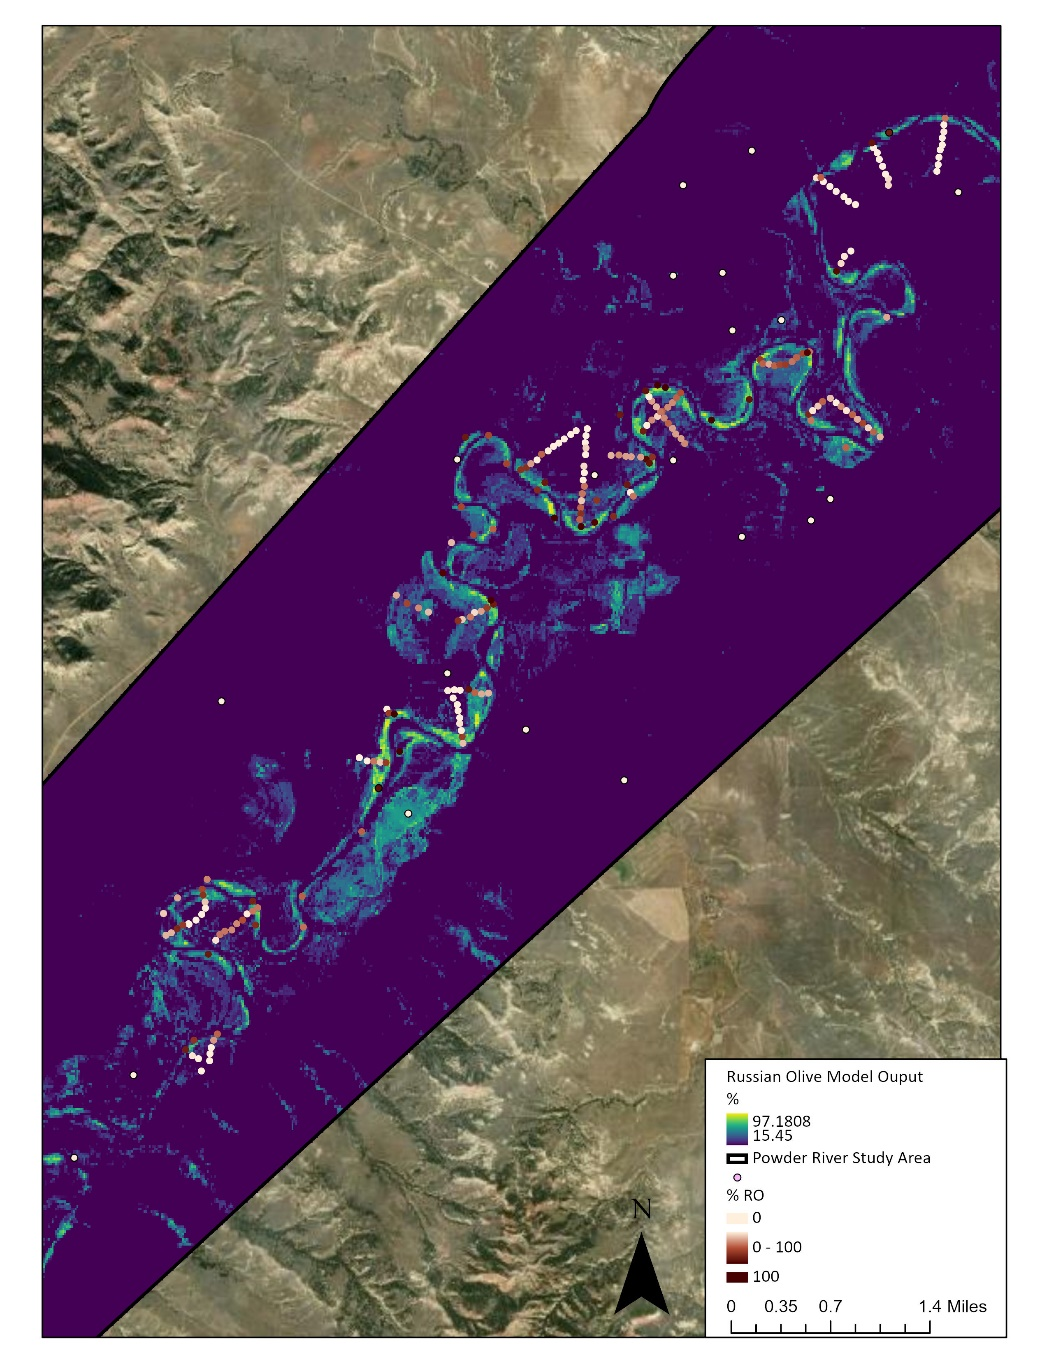 Russian Olive Model Ouput
%
97.1808
15.45
Powder River Study Area
% RO
0
0 - 100
100
N
0 0.35 0.7 1.4 Miles